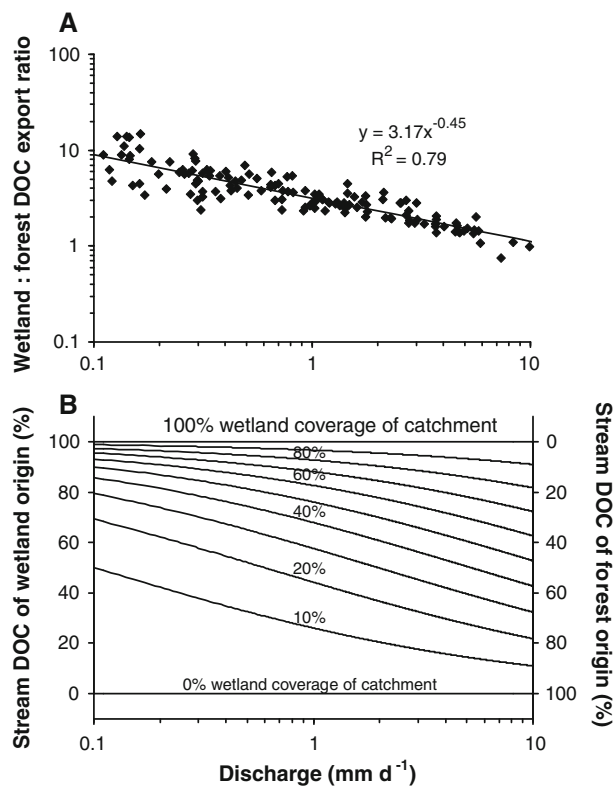 A
Wetland : forest DOC export ratio
100
10
1
0.1
y = 3.17x^-0.45
R^2 = 0.79
0.1
1
10
B
Stream DOC of wetland origin (%)
100
80
60
40
20
0
100% wetland coverage of catchment
80%
60%
40%
20%
10%
0% wetland coverage of catchment
0
20
40
60
80
100
Stream DOC of forest origin (%)
0.1
1
10
Discharge (mm d^-1)